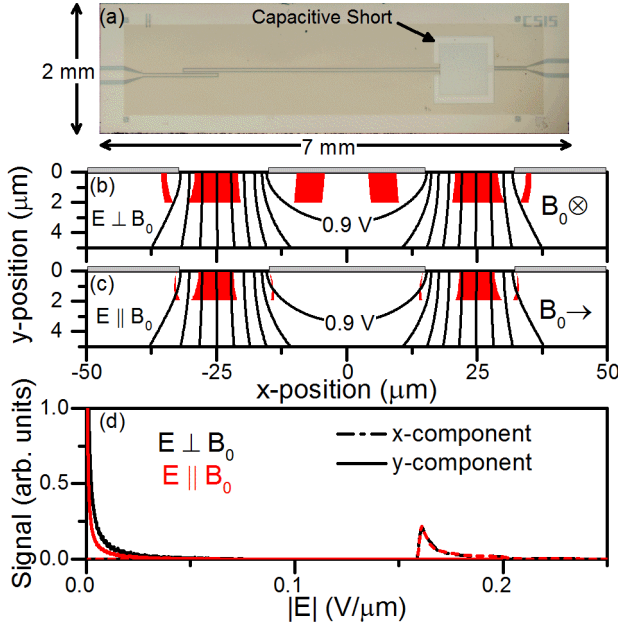 (a)
Capacitive Short
CSIS
2 mm
7 mm
0
2
4
(b)
E ⊥ B₀
0.9 V
B₀⊗
y-position (μm)
0
2
4
(c)
E || B₀
0.9 V
B₀→
-50 -25 0 25 50
x-position (μm)
Signal (arb. units)
1.0
0.5
0.0
(d)
E ⊥ B₀
E || B₀
x-component
y-component
0.0 0.1 0.2
|E| (V/μm)